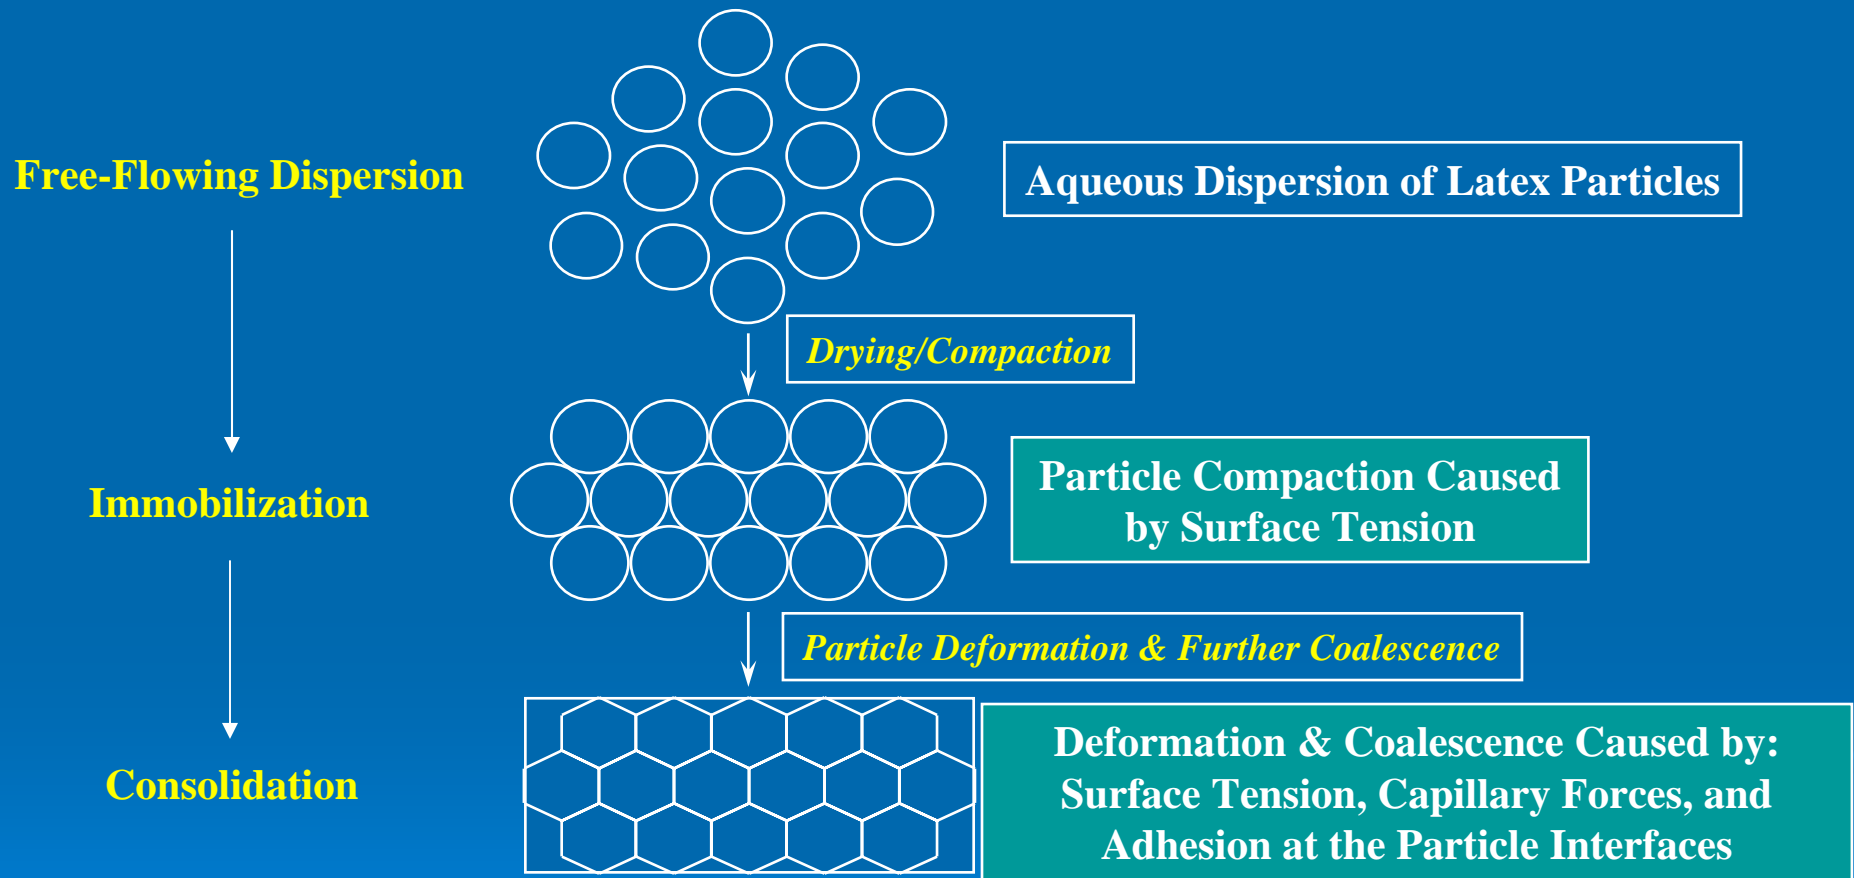 Free-Flowing Dispersion
Aqueous Dispersion of Latex Particles
Drying/Compaction
Immobilization
Particle Compaction Caused
by Surface Tension
Particle Deformation & Further Coalescence
Consolidation
Deformation & Coalescence Caused by:
Surface Tension, Capillary Forces, and
Adhesion at the Particle Interfaces